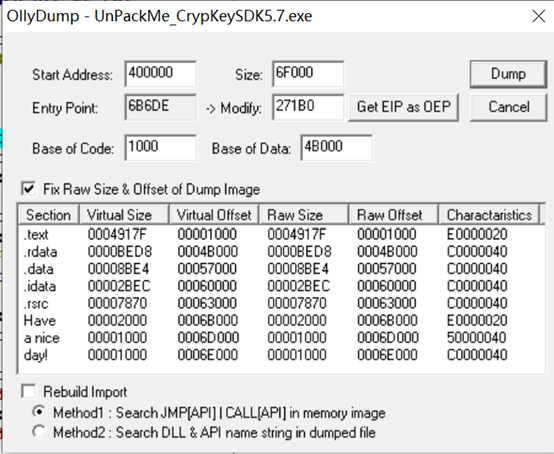 OllyDump - UnPackMe_CrypKeySDK5.7.exe
Start Address: 400000 Size: 6F000 Dump
Entry Point: 6B6DE -> Modify: 271B0 Get EIP as OEP Cancel
Base of Code: 1000 Base of Data: 4B000
Fix Raw Size & Offset of Dump Image
Section Virtual Size Virtual Offset Raw Size Raw Offset Charactaristics
.text 0004917F 00001000 0004917F 00001000 E0000020
.rdata 0000BED8 0004B000 0000BED8 0004B000 C0000040
.data 00008BE4 00057000 00008BE4 00057000 C0000040
.idata 00002BEC 00060000 00002BEC 00060000 C0000040
.rsrc 00007870 00063000 00007870 00063000 C0000040
Have 00002000 0006B000 00002000 0006B000 E0000020
a nice 00001000 0006D000 00001000 0006D000 50000040
day! 00001000 0006E000 00001000 0006E000 C0000040
Rebuild Import
Method1 : Search JMP[API] | CALL[API] in memory image
Method2 : Search DLL & API name string in dumped file